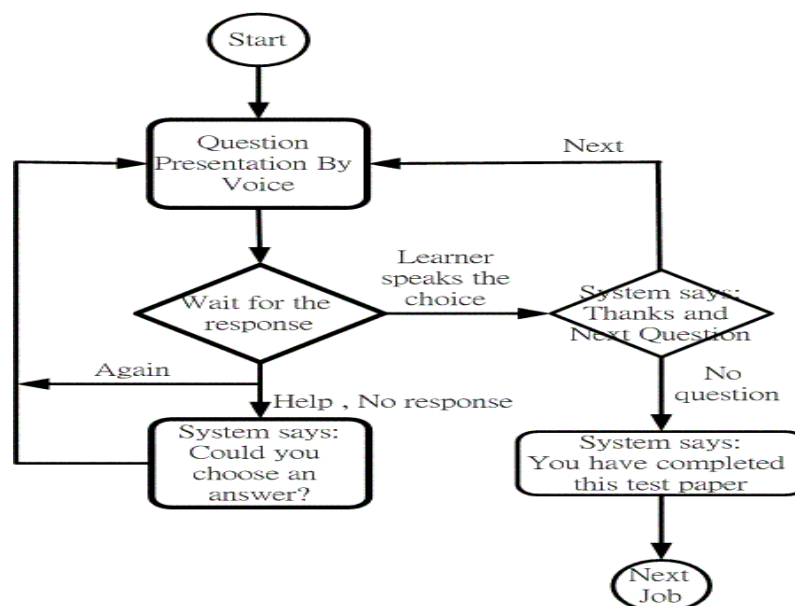 Start
Question
Presentation By
Voice
Next
Learner
speaks the
choice
Wait for the
response
System says:
Thanks and
Next Question
Again
Help , No response
No
question
System says:
Could you
choose an
answer?
System says:
You have completed
this test paper
Next
Job